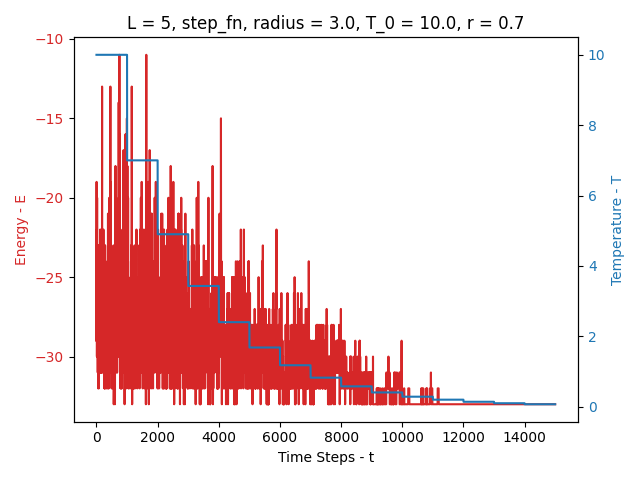 L = 5, step_fn, radius = 3.0, T_0 = 10.0, r = 0.7
−10
−15
−20
−25
−30
Energy - E
10
8
6
4
2
0
Temperature - T
0 2000 4000 6000 8000 10000 12000 14000
Time Steps - t